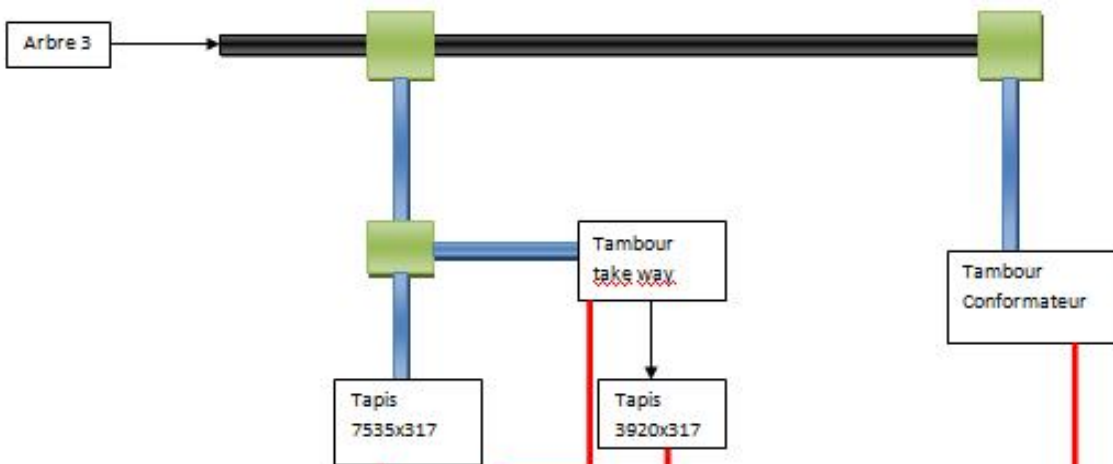 Arbre 3
Tambour
take way
Tambour
Conformateur
Tapis
7535x317
Tapis
3920x317